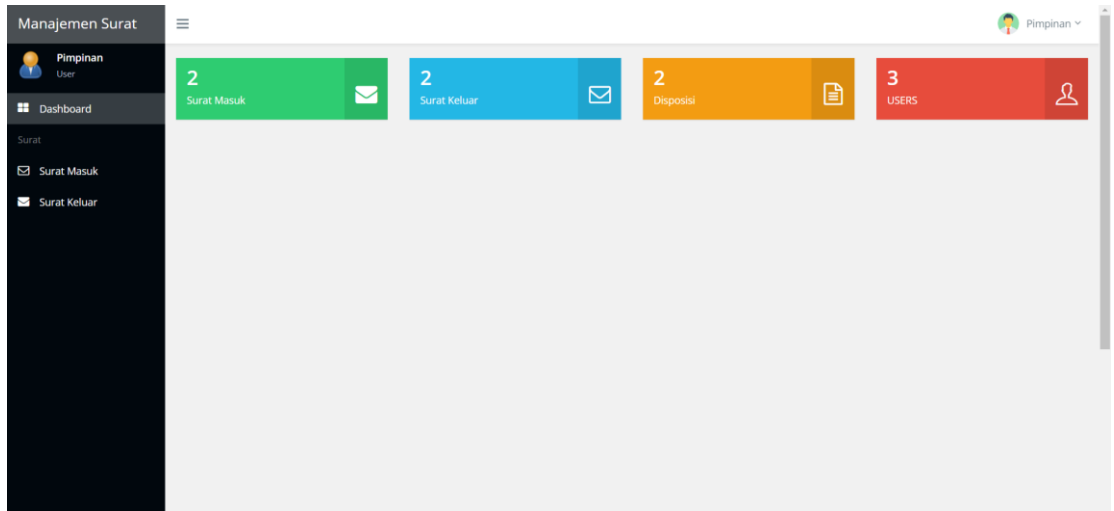 Manajemen Surat
Pimpinan
Pimpinan
User
Dashboard
Surat
Surat Masuk
Surat Keluar
2
Surat Masuk
2
Surat Keluar
2
Disposisi
3
USERS